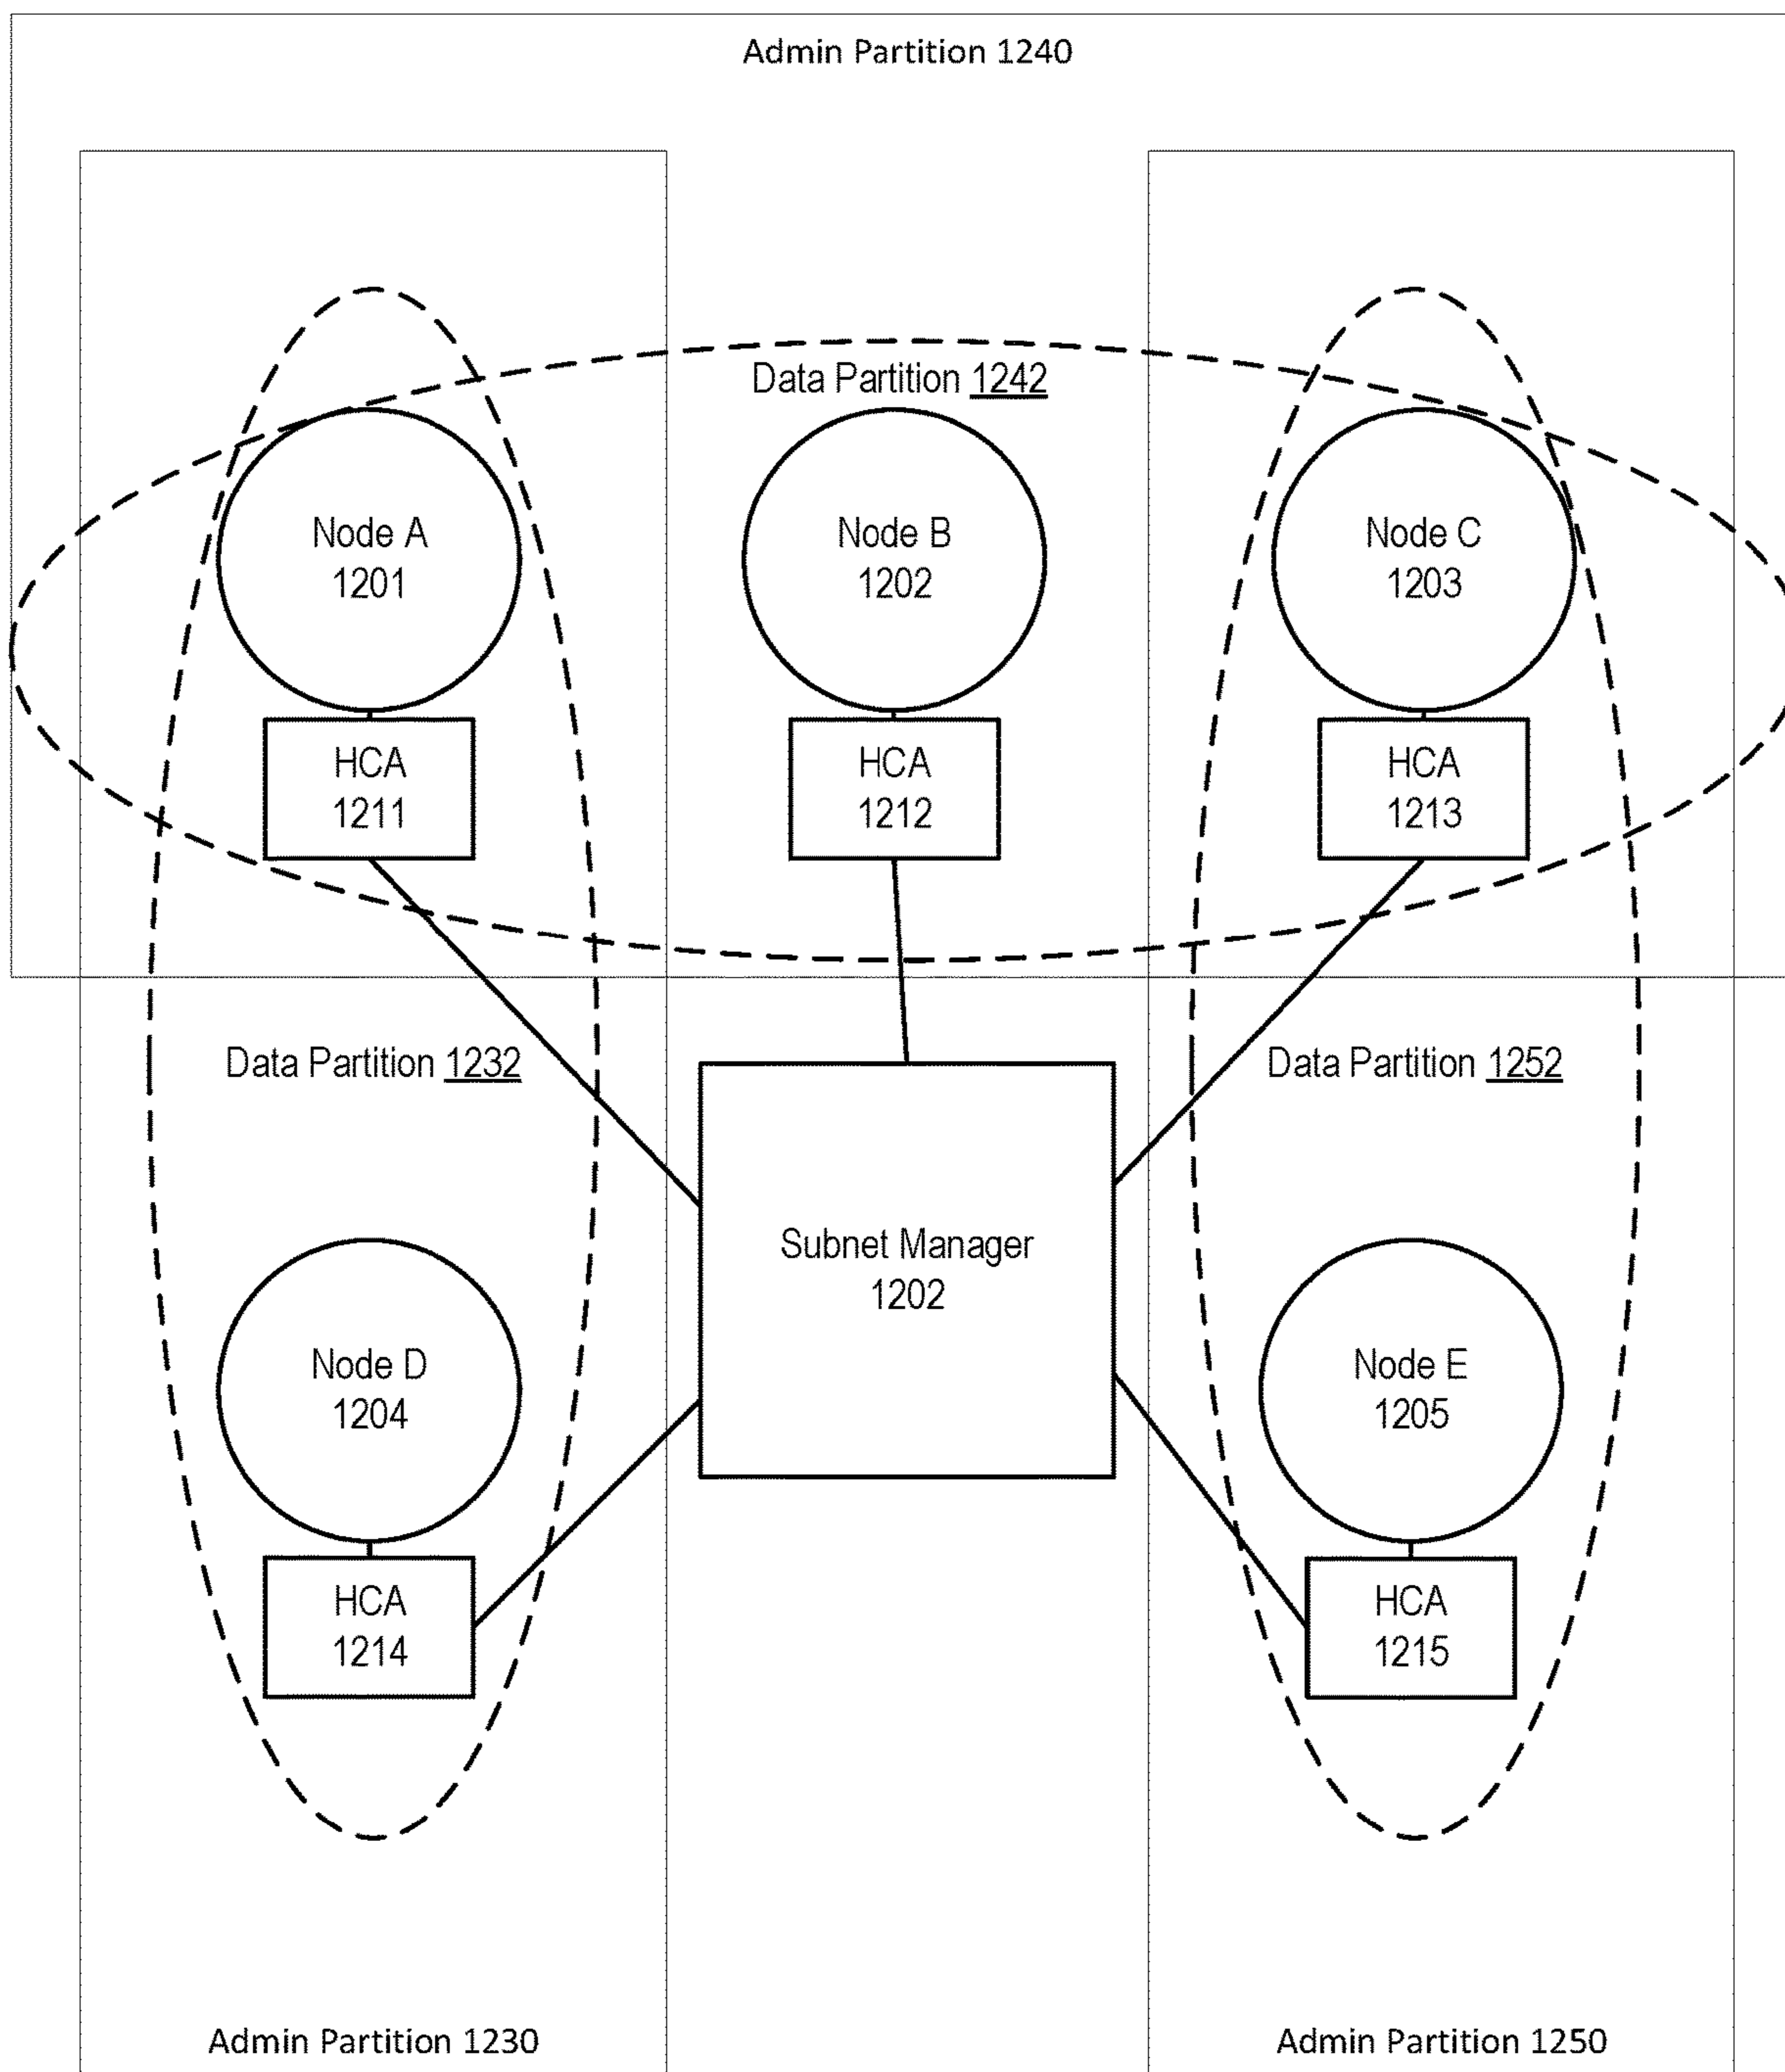 Admin Partition 1240
Data Partition 1242
Node A
1201
Node B
1202
Node C
1203
HCA
1211
HCA
1212
HCA
1213
Data Partition 1232
Data Partition 1252
Subnet Manager
1202
Node D
1204
Node E
1205
HCA
1214
HCA
1215
Admin Partition 1230
Admin Partition 1250